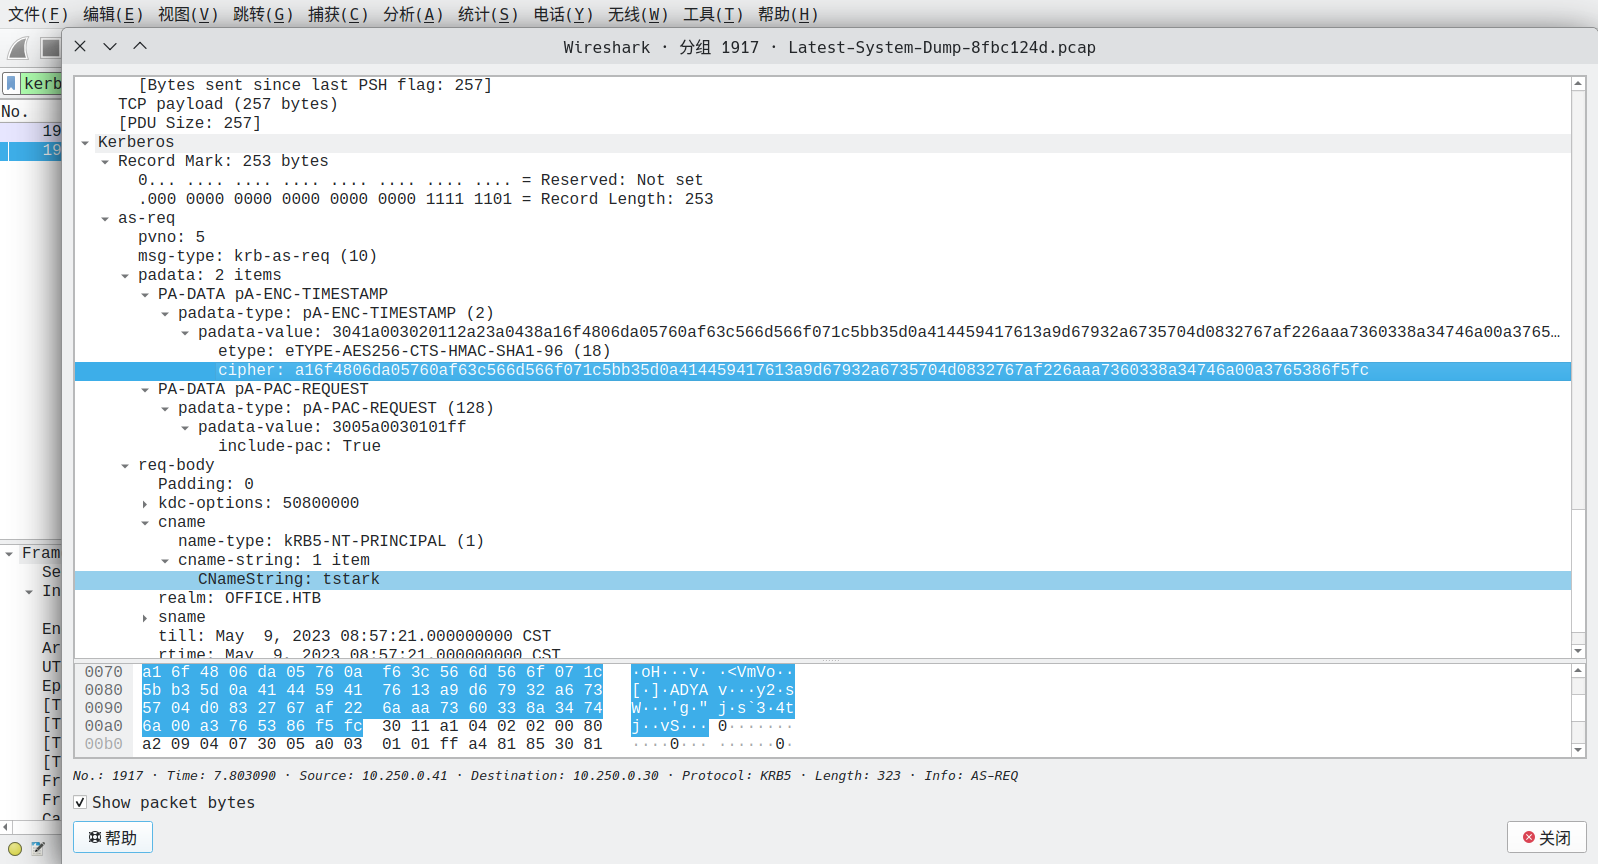 文件(F) 编辑(E) 视图(V) 跳转(G) 捕获(C) 分析(A) 统计(S) 电话(Y) 无线(W) 工具(T) 帮助(H)
Wireshark · 分组 1917 · Latest-System-Dump-8fbc124d.pcap
kerb
No.
19
19
[Bytes sent since last PSH flag: 257]
TCP payload (257 bytes)
[PDU Size: 257]
Kerberos
Record Mark: 253 bytes
0... .... .... .... .... .... .... .... = Reserved: Not set
.000 0000 0000 0000 0000 0000 1111 1101 = Record Length: 253
as-req
pvno: 5
msg-type: krb-as-req (10)
padata: 2 items
PA-DATA pA-ENC-TIMESTAMP
padata-type: pA-ENC-TIMESTAMP (2)
padata-value: 3041a003020112a23a0438a16f4806da05760af63c566d566f071c5bb35d0a414459417613a9d67932a6735704d0832767af226aaa7360338a34746a00a3765…
etype: eTYPE-AES256-CTS-HMAC-SHA1-96 (18)
cipher: a16f4806da05760af63c566d566f071c5bb35d0a414459417613a9d67932a6735704d0832767af226aaa7360338a34746a00a3765386f5fc
PA-DATA pA-PAC-REQUEST
padata-type: pA-PAC-REQUEST (128)
padata-value: 3005a0030101ff
include-pac: True
req-body
Padding: 0
kdc-options: 50800000
cname
name-type: kRB5-NT-PRINCIPAL (1)
cname-string: 1 item
CNameString: tstark
realm: OFFICE.HTB
sname
till: May  9, 2023 08:57:21.000000000 CST
rtime: May  9, 2023 08:57:21.000000000 CST
Fram
Se
In
En
Ar
UT
Ep
[T
[T
[T
[T
Fr
Fr
Ca
0070 a1 6f 48 06 da 05 76 0a f6 3c 56 6d 56 6f 07 1c ·oH···v· ·<VmVo··
0080 5b b3 5d 0a 41 44 59 41 76 13 a9 d6 79 32 a6 73 [·]·ADYA v···y2·s
0090 57 04 d0 83 27 67 af 22 6a aa 73 60 33 8a 34 74 W···'g·" j·s`3·4t
00a0 6a 00 a3 76 53 86 f5 fc 30 11 a1 04 02 02 00 80 j··vS··· 0·······
00b0 a2 09 04 07 30 05 a0 03 01 01 ff a4 81 85 30 81 ····0··· ······0·
No.: 1917 · Time: 7.803090 · Source: 10.250.0.41 · Destination: 10.250.0.30 · Protocol: KRB5 · Length: 323 · Info: AS-REQ
Show packet bytes
帮助
关闭